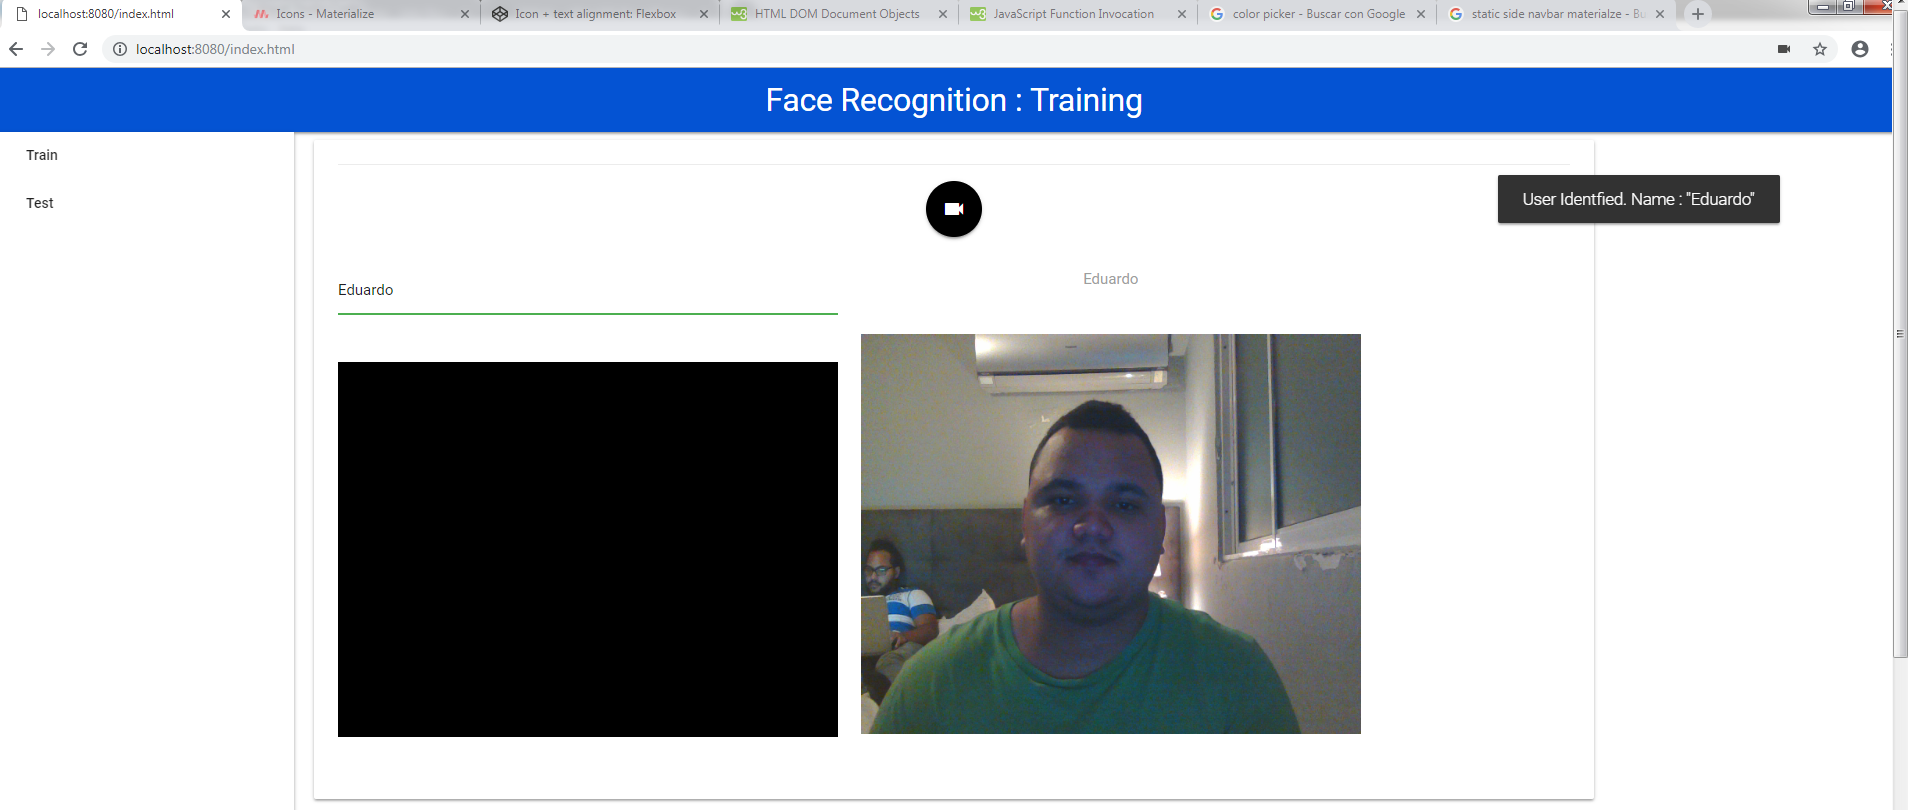 localhost:8080/index.html
Icons - Materialize
Icon + text alignment: Flexbox
HTML DOM Document Objects
JavaScript Function Invocation
color picker - Buscar con Google
static side navbar materialze - Bu
localhost:8080/index.html
Face Recognition : Training
Train
Test
User Identfied. Name : "Eduardo"
Eduardo
Eduardo